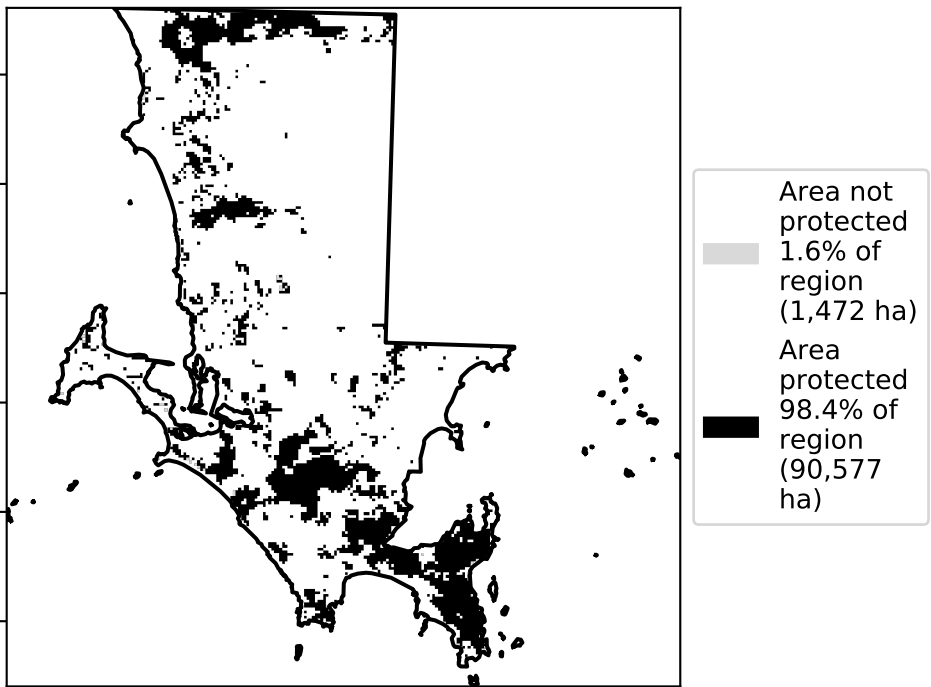 Area not
protected
1.6% of
region
(1,472 ha)
Area
protected
98.4% of
region
(90,577
ha)